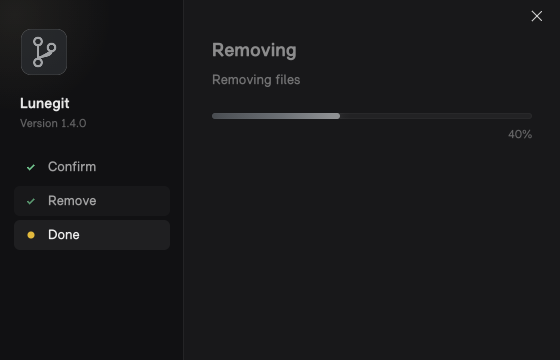 Lunegit
Version 1.4.0
Confirm
Remove
Done
Removing
Removing files
40%